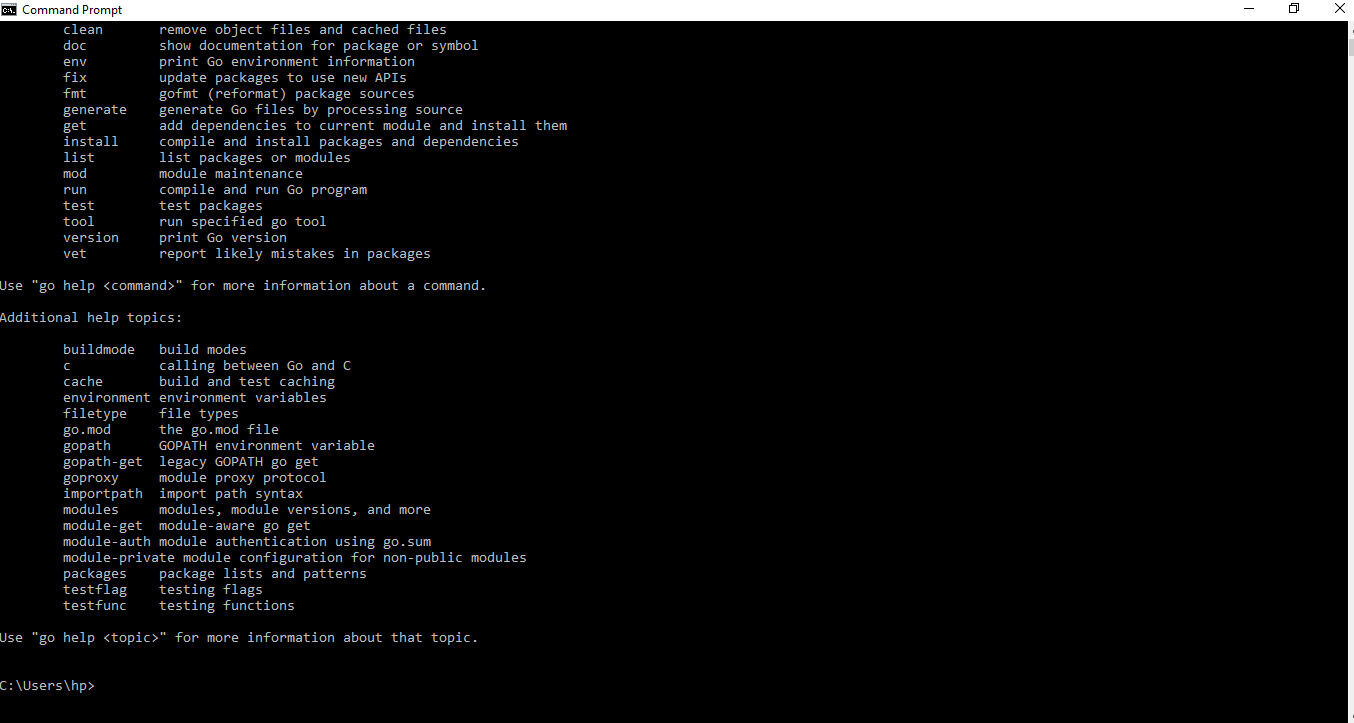 Command Prompt
clean remove object files and cached files
doc show documentation for package or symbol
env print Go environment information
fix update packages to use new APIs
fmt gofmt (reformat) package sources
generate generate Go files by processing source
get add dependencies to current module and install them
install compile and install packages and dependencies
list list packages or modules
mod module maintenance
run compile and run Go program
test test packages
tool run specified go tool
version print Go version
vet report likely mistakes in packages
Use "go help <command>" for more information about a command.
Additional help topics:
buildmode build modes
c calling between Go and C
cache build and test caching
environment environment variables
filetype file types
go.mod the go.mod file
gopath GOPATH environment variable
gopath-get legacy GOPATH go get
goproxy module proxy protocol
importpath import path syntax
modules modules, module versions, and more
module-get module-aware go get
module-auth module authentication using go.sum
module-private module configuration for non-public modules
packages package lists and patterns
testflag testing flags
testfunc testing functions
Use "go help <topic>" for more information about that topic.
C:\Users\hp>